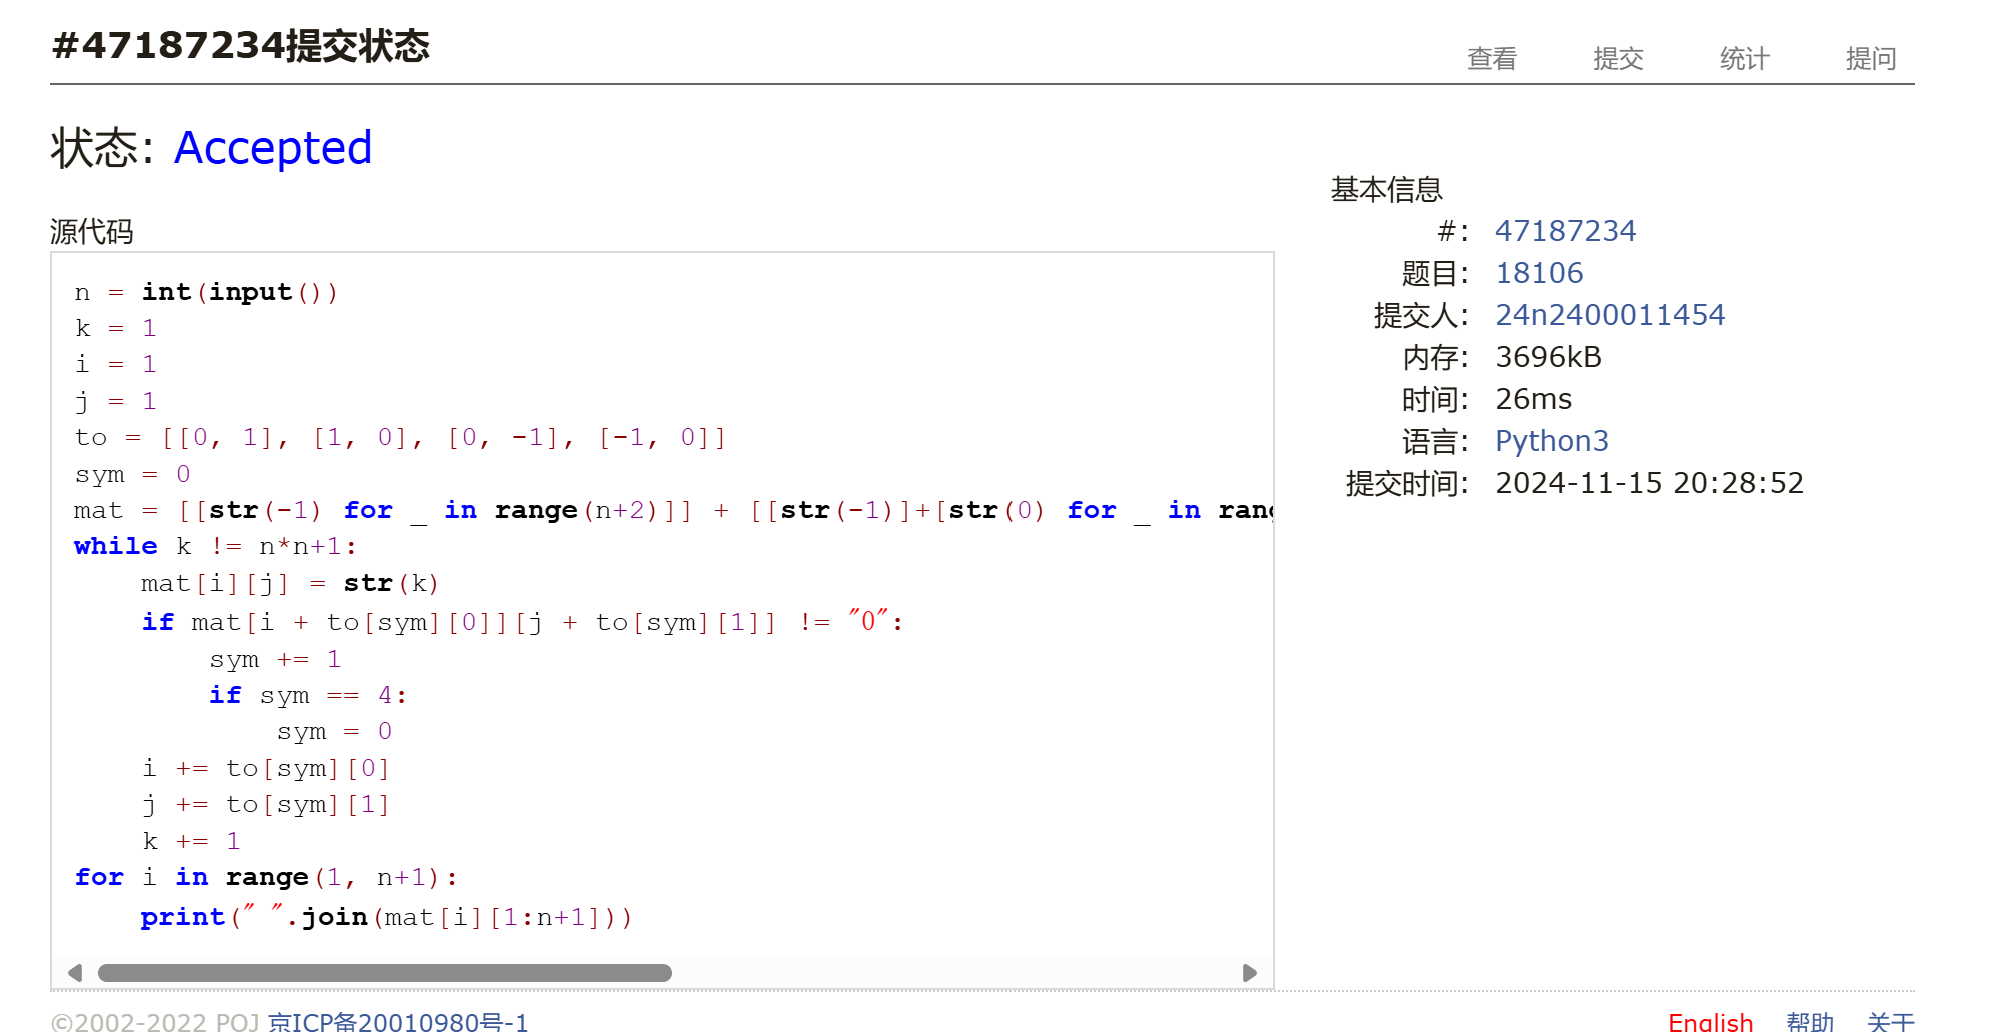 #47187234提交状态
查看 提交 统计 提问
状态: Accepted
源代码
n = int(input())
k = 1
i = 1
j = 1
to = [[0, 1], [1, 0], [0, -1], [-1, 0]]
sym = 0
mat = [[str(-1) for _ in range(n+2)]] + [[str(-1)]+[str(0) for _ in rang
while k != n*n+1:
    mat[i][j] = str(k)
    if mat[i + to[sym][0]][j + to[sym][1]] != "0":
        sym += 1
        if sym == 4:
            sym = 0
    i += to[sym][0]
    j += to[sym][1]
    k += 1
for i in range(1, n+1):
    print(" ".join(mat[i][1:n+1]))
基本信息
#: 47187234
题目: 18106
提交人: 24n2400011454
内存: 3696kB
时间: 26ms
语言: Python3
提交时间: 2024-11-15 20:28:52
©2002-2022 POJ 京ICP备20010980号-1
English 帮助 关于